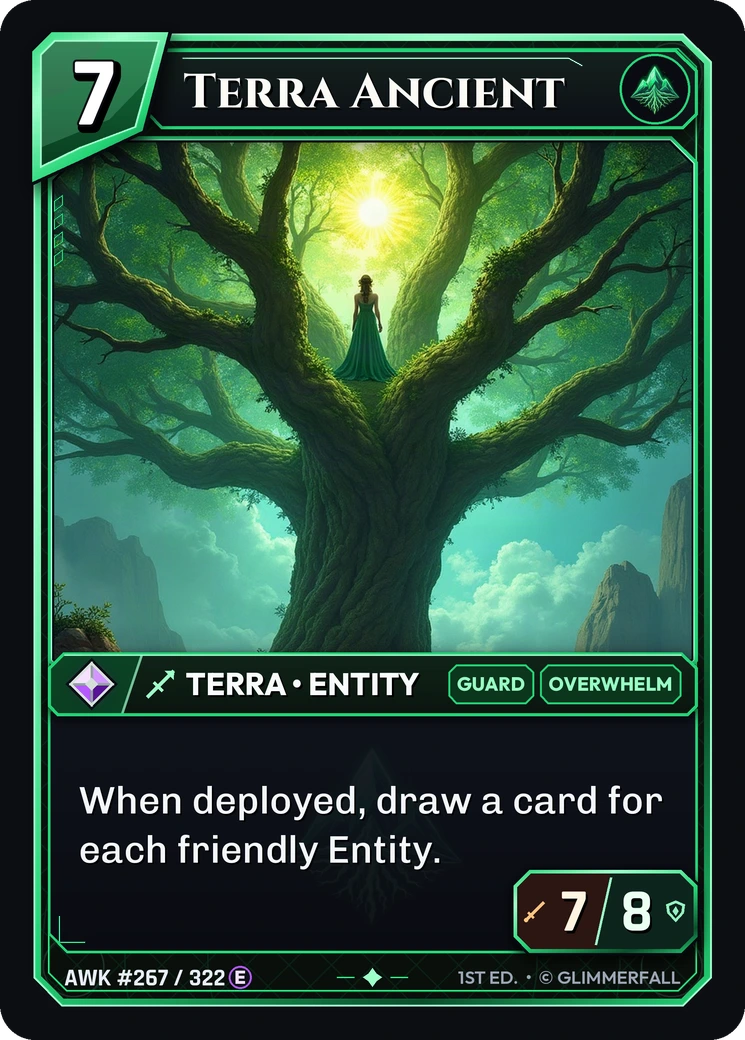 7
TERRA ANCIENT
TERRA • ENTITY
GUARD
OVERWHELM
When deployed, draw a card for
each friendly Entity.
7 / 8
AWK #267 / 322 E
1ST ED. • © GLIMMERFALL